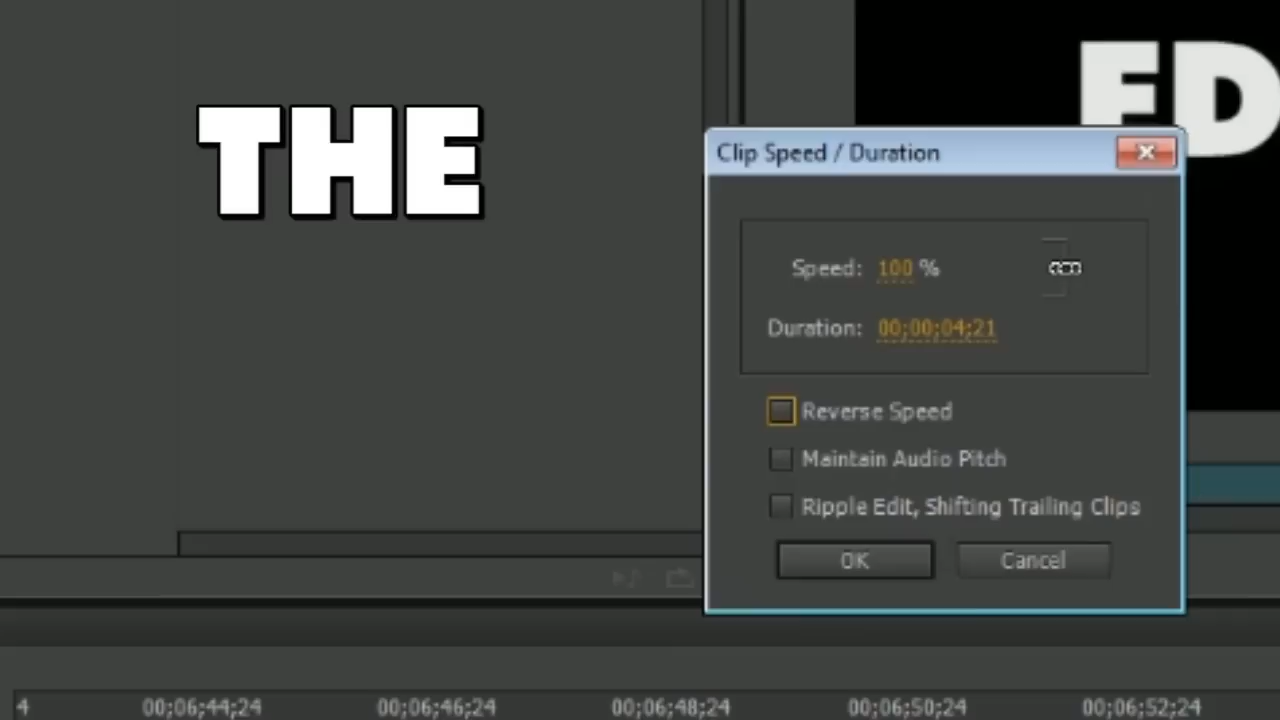 THE
ED
Clip Speed / Duration
Speed: 100 %
Duration: 00;00;04;21
Reverse Speed
Maintain Audio Pitch
Ripple Edit, Shifting Trailing Clips
OK Cancel
4 00;06;44;24 00;06;46;24 00;06;48;24 00;06;50;24 00;06;52;24